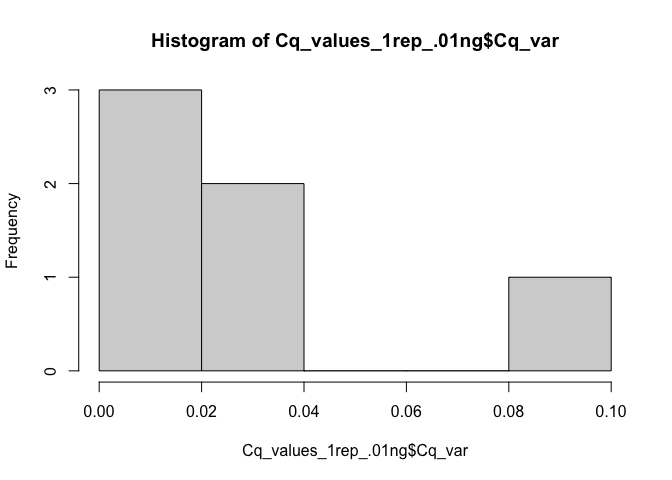 Histogram of Cq_values_1rep_.01ng$Cq_var
Frequency
3
2
1
0
0.00 0.02 0.04 0.06 0.08 0.10
Cq_values_1rep_.01ng$Cq_var